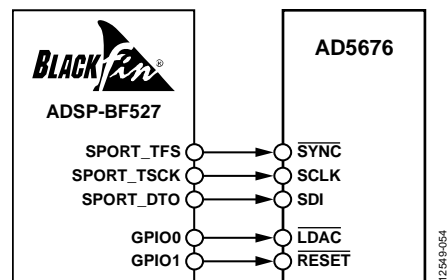 BLACKfin®
AD5676
ADSP-BF527
SPORT_TFS SYNC
SPORT_TSCK SCLK
SPORT_DTO SDI
GPIO0 LDAC
GPIO1 RESET
12549-054